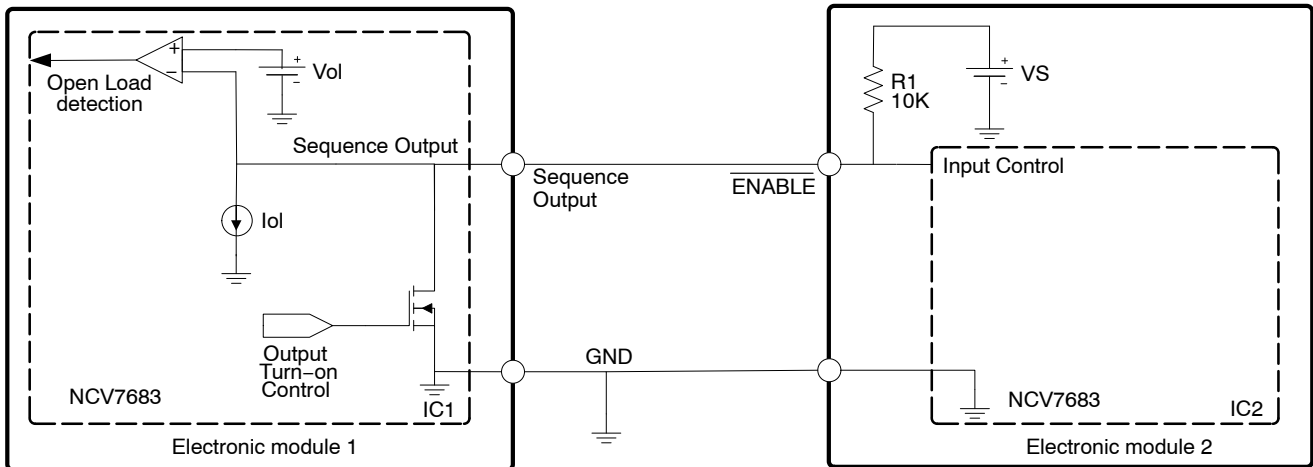 +
−
+
−
Vol
Open Load
detection
Sequence Output
Iol
Output
Turn−on
Control
NCV7683
IC1
Electronic module 1
Sequence
Output
ENABLE
GND
R1
10K
+
−
VS
Input Control
NCV7683
IC2
Electronic module 2